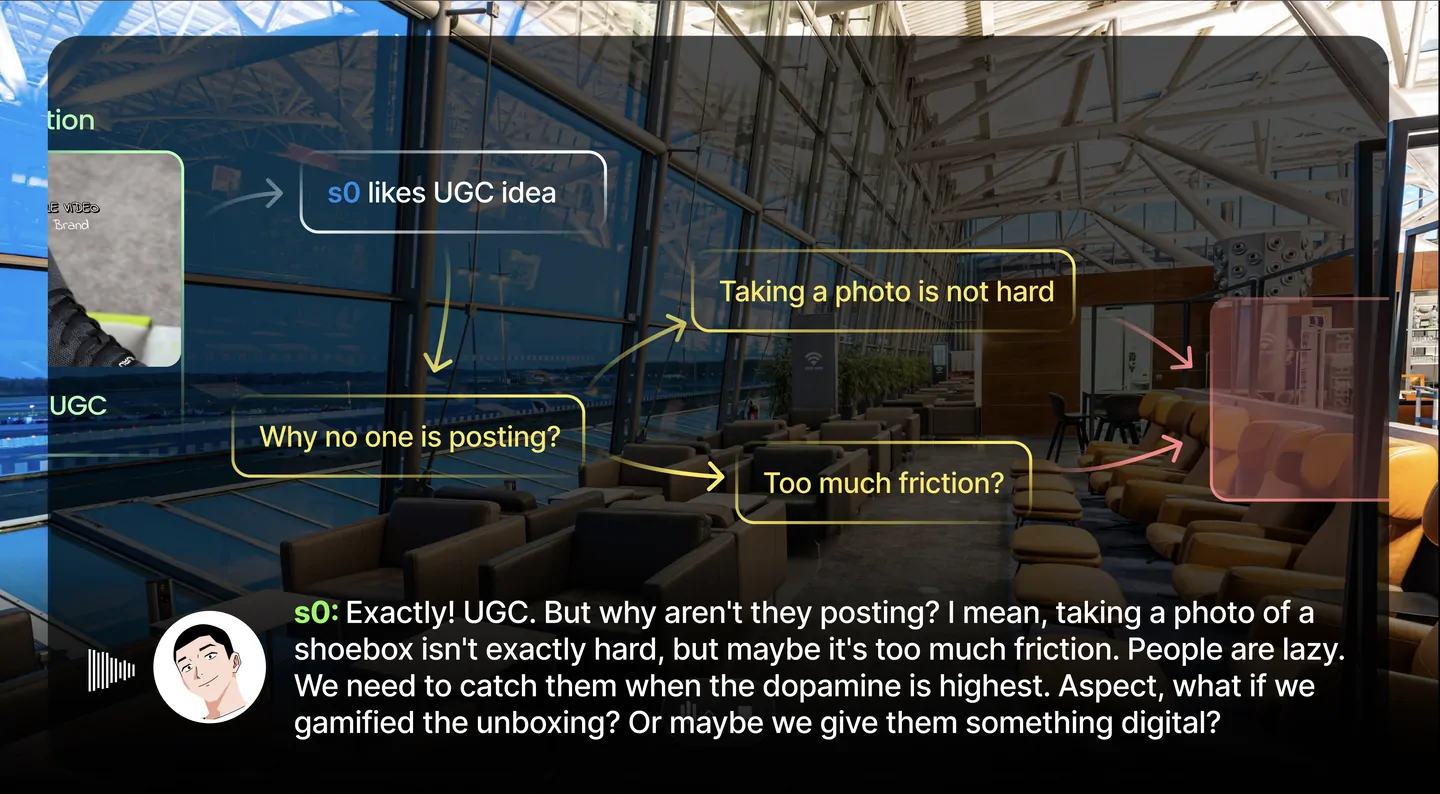 tion
LE VIDEO
Brand
s0 likes UGC idea
Taking a photo is not hard
UGC
Why no one is posting?
Too much friction?
s0: Exactly! UGC. But why aren't they posting? I mean, taking a photo of a
shoebox isn't exactly hard, but maybe it's too much friction. People are lazy.
We need to catch them when the dopamine is highest. Aspect, what if we
gamified the unboxing? Or maybe we give them something digital?